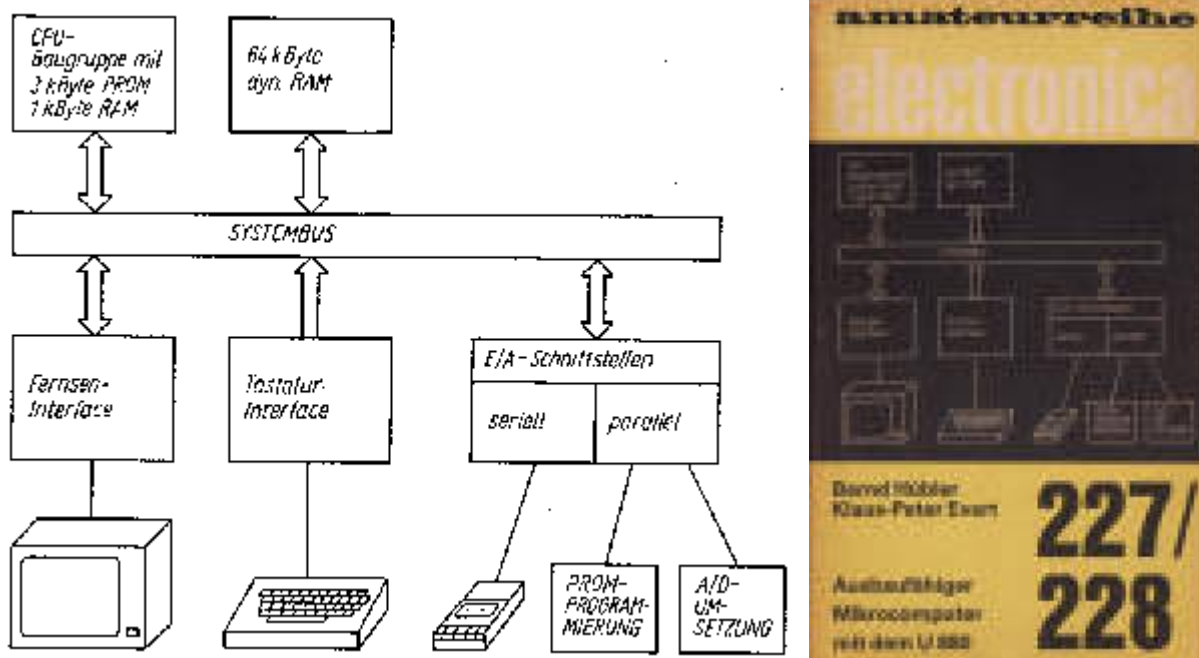 CPU-
Baugruppe mit
3 kByte PROM
1 kByte RAM
64 kByte
dyn. RAM
SYSTEMBUS
Fernseh-
Interface
Tastatur-
Interface
E/A-Schnittstellen
seriell
parallel
PROM-
PROGRAM-
MIERUNG
A/D-
UM-
SETZUNG
amateurreihe
electronica
Bernd Hübler
Klaus-Peter Evert
227/
228
Ausbaufähiger
Mikrocomputer
mit dem U 880